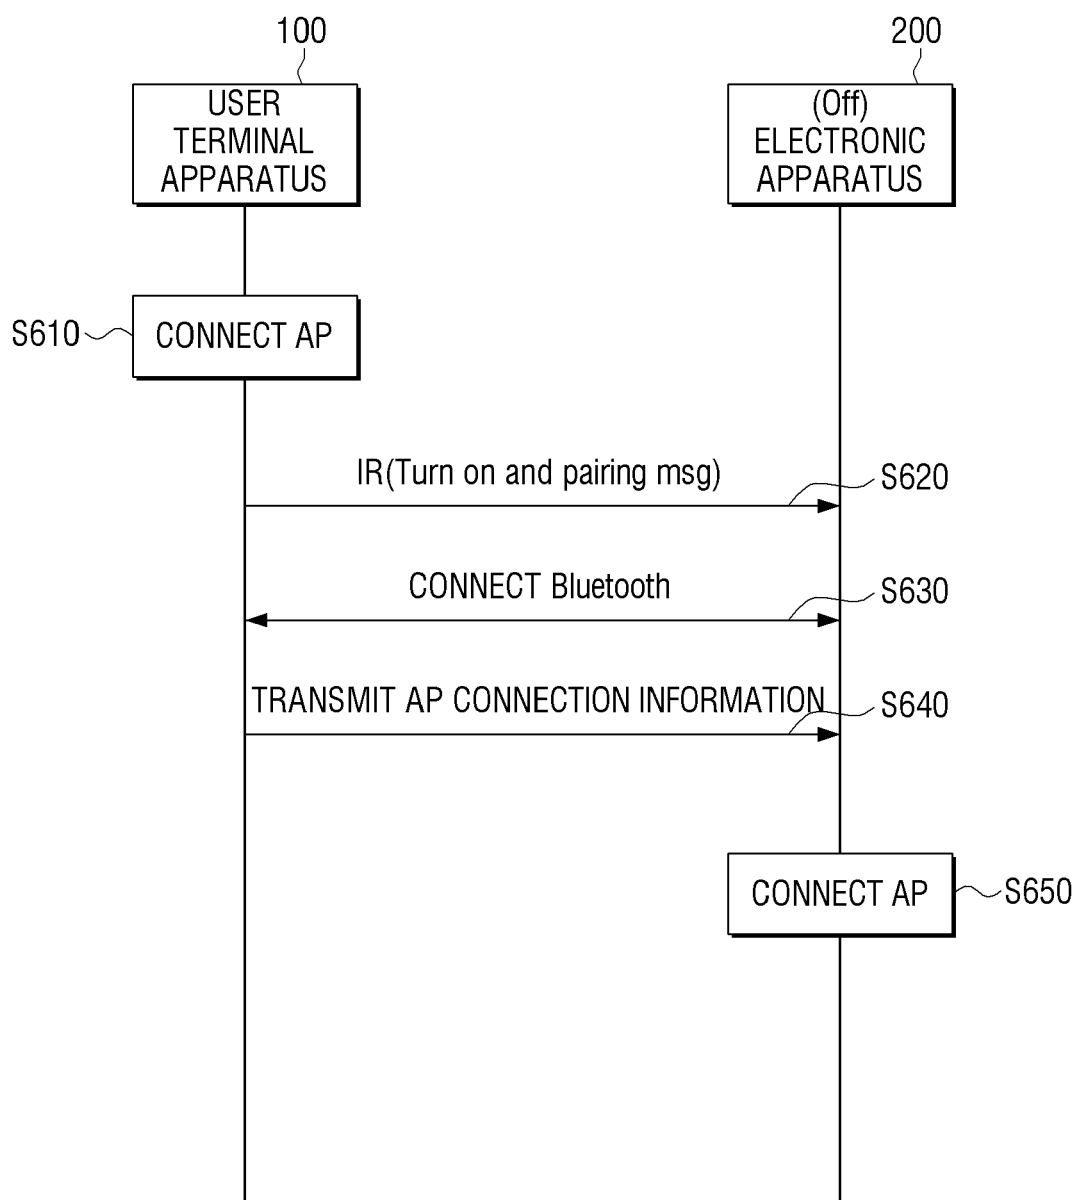 100
200
USER
TERMINAL
APPARATUS
(Off)
ELECTRONIC
APPARATUS
S610
CONNECT AP
IR(Turn on and pairing msg)
S620
CONNECT Bluetooth
S630
TRANSMIT AP CONNECTION INFORMATION
S640
CONNECT AP
S650